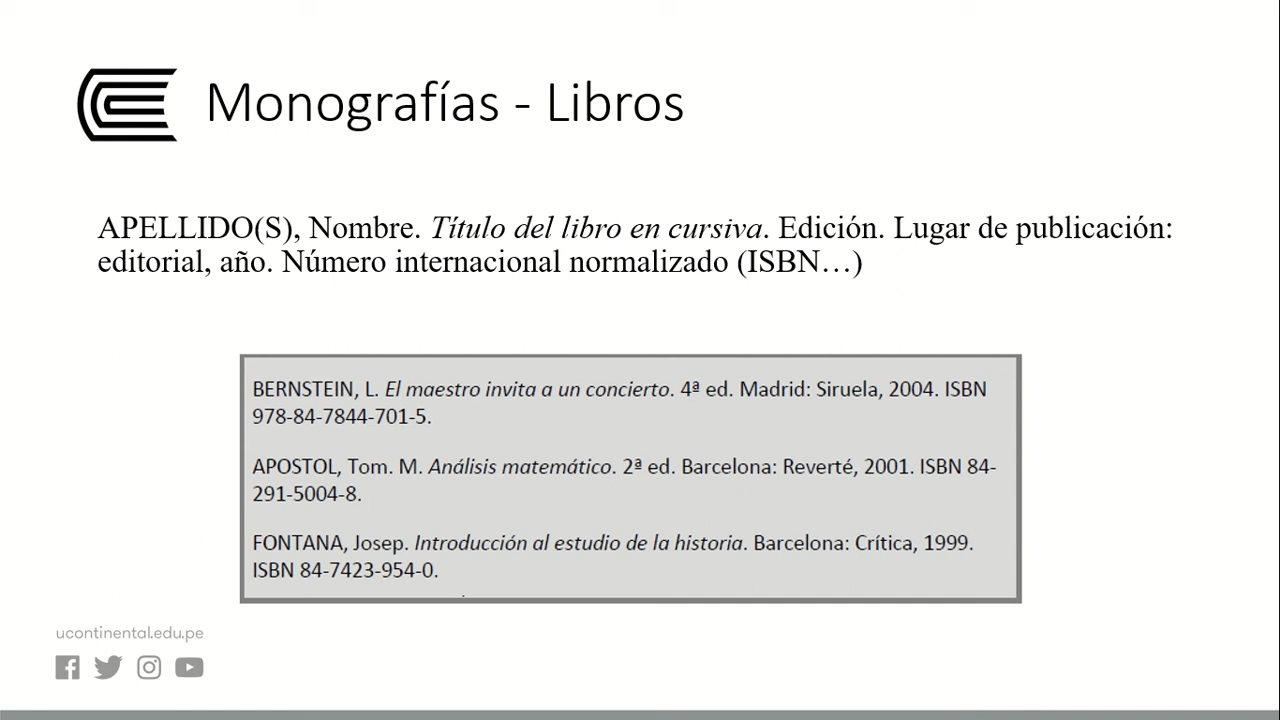 Monografías - Libros
APELLIDO(S), Nombre. Título del libro en cursiva. Edición. Lugar de publicación:
editorial, año. Número internacional normalizado (ISBN…)
BERNSTEIN, L. El maestro invita a un concierto. 4ª ed. Madrid: Siruela, 2004. ISBN
978-84-7844-701-5.
APOSTOL, Tom. M. Análisis matemático. 2ª ed. Barcelona: Reverté, 2001. ISBN 84-
291-5004-8.
FONTANA, Josep. Introducción al estudio de la historia. Barcelona: Crítica, 1999.
ISBN 84-7423-954-0.
ucontinental.edu.pe